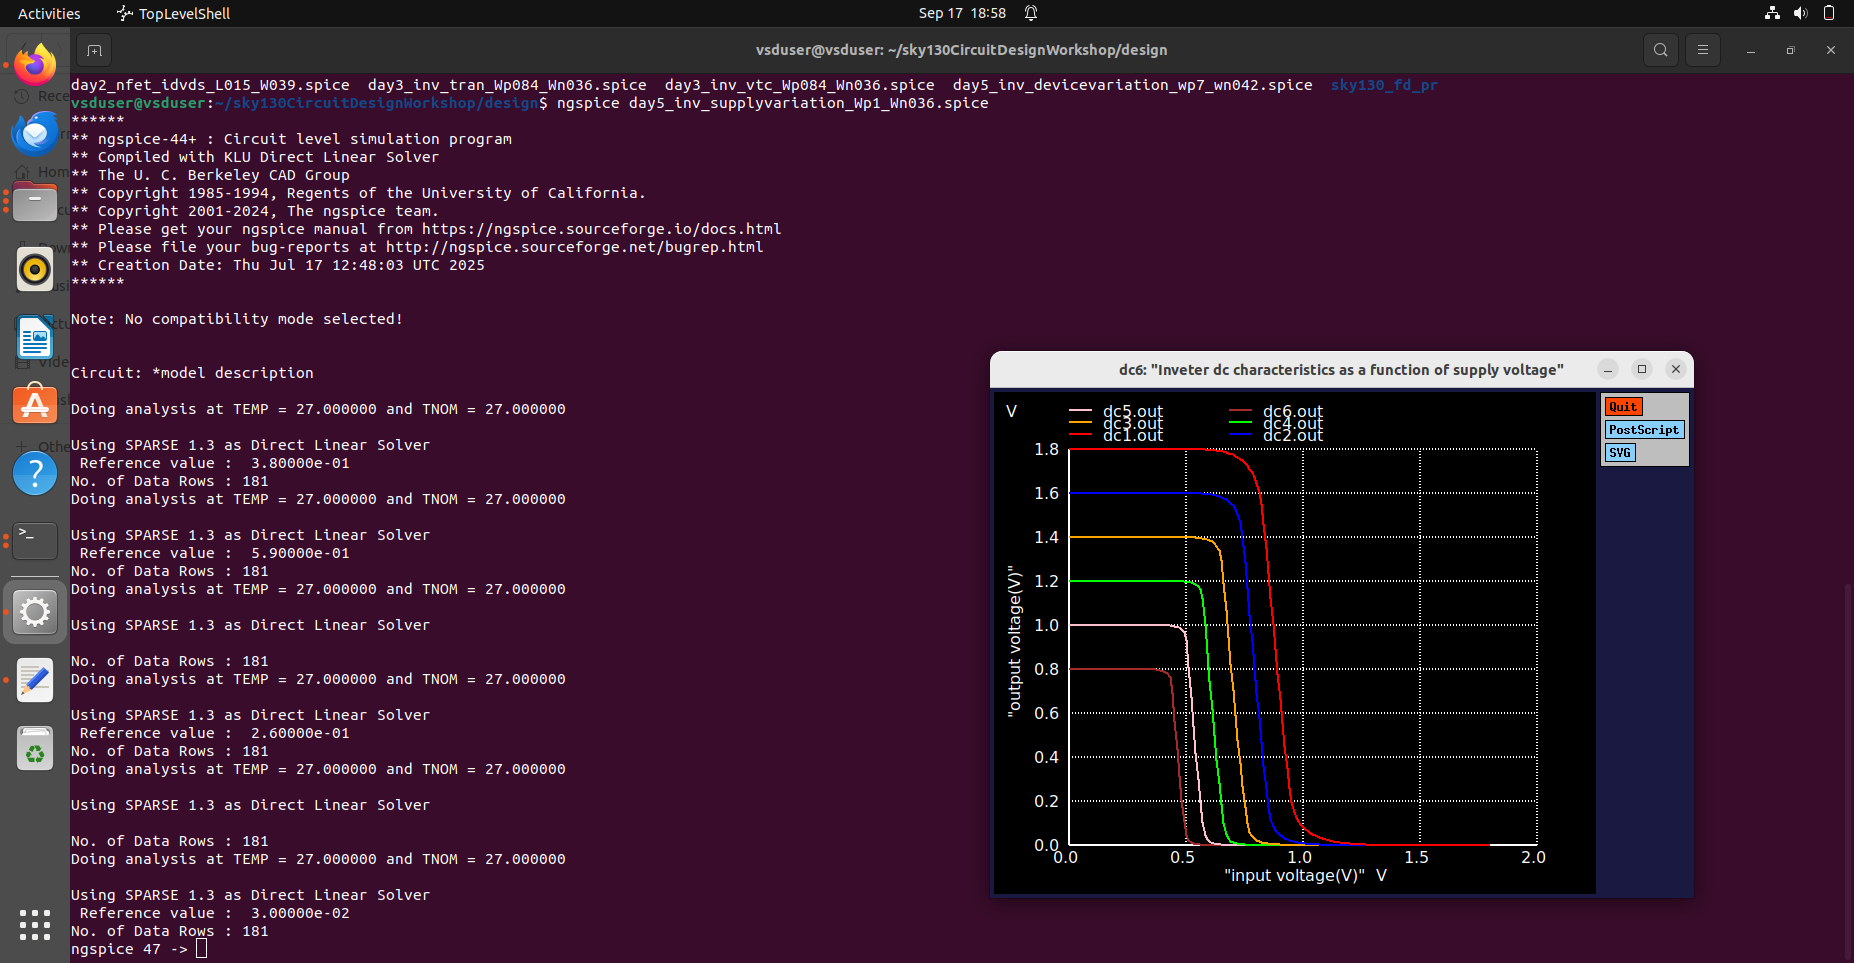 Activities
TopLevelShell
Sep 17 18:58
vsduser@vsduser: ~/sky130CircuitDesignWorkshop/design
day2_nfet_idvds_L015_W039.spice day3_inv_tran_Wp084_Wn036.spice day3_inv_vtc_Wp084_Wn036.spice day5_inv_devicevariation_wp7_wn042.spice sky130_fd_pr
vsduser@vsduser:~/sky130CircuitDesignWorkshop/design$ ngspice day5_inv_supplyvariation_Wp1_Wn036.spice
******
** ngspice-44+ : Circuit level simulation program
** Compiled with KLU Direct Linear Solver
** The U. C. Berkeley CAD Group
** Copyright 1985-1994, Regents of the University of California.
** Copyright 2001-2024, The ngspice team.
** Please get your ngspice manual from https://ngspice.sourceforge.io/docs.html
** Please file your bug-reports at http://ngspice.sourceforge.net/bugrep.html
** Creation Date: Thu Jul 17 12:48:03 UTC 2025
******
Note: No compatibility mode selected!
Circuit: *model description
Doing analysis at TEMP = 27.000000 and TNOM = 27.000000
Using SPARSE 1.3 as Direct Linear Solver
Reference value : 3.80000e-01
No. of Data Rows : 181
Doing analysis at TEMP = 27.000000 and TNOM = 27.000000
Using SPARSE 1.3 as Direct Linear Solver
Reference value : 5.90000e-01
No. of Data Rows : 181
Doing analysis at TEMP = 27.000000 and TNOM = 27.000000
Using SPARSE 1.3 as Direct Linear Solver
No. of Data Rows : 181
Doing analysis at TEMP = 27.000000 and TNOM = 27.000000
Using SPARSE 1.3 as Direct Linear Solver
Reference value : 2.60000e-01
No. of Data Rows : 181
Doing analysis at TEMP = 27.000000 and TNOM = 27.000000
Using SPARSE 1.3 as Direct Linear Solver
No. of Data Rows : 181
Doing analysis at TEMP = 27.000000 and TNOM = 27.000000
Using SPARSE 1.3 as Direct Linear Solver
Reference value : 3.00000e-02
No. of Data Rows : 181
ngspice 47 ->
dc6: "Inveter dc characteristics as a function of supply voltage"
Quit
PostScript
SVG
V
dc5.out dc6.out
dc3.out dc4.out
dc1.out dc2.out
1.8
1.6
1.4
1.2
1.0
0.8
0.6
0.4
0.2
0.0
"output voltage(V)"
0.0 0.5 1.0 1.5 2.0
"input voltage(V)" V
Rece
Hom